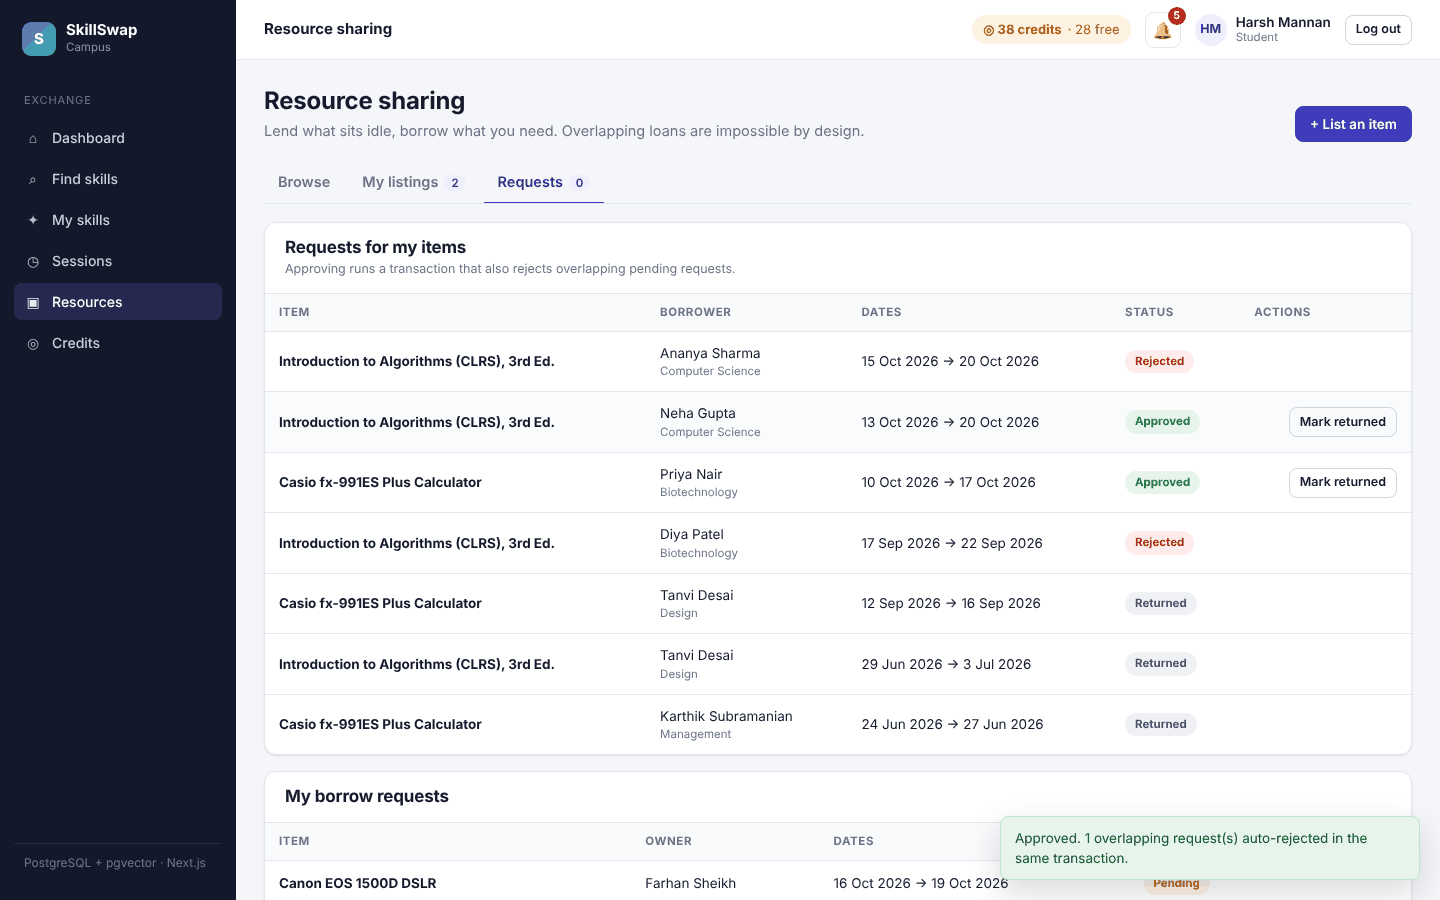 S SkillSwap
Campus
EXCHANGE
Dashboard
Find skills
My skills
Sessions
Resources
Credits
PostgreSQL + pgvector · Next.js
Resource sharing
38 credits · 28 free
5
HM
Harsh Mannan
Student
Log out
Resource sharing
Lend what sits idle, borrow what you need. Overlapping loans are impossible by design.
+ List an item
Browse My listings 2 Requests 0
Requests for my items
Approving runs a transaction that also rejects overlapping pending requests.
ITEM BORROWER DATES STATUS ACTIONS
Introduction to Algorithms (CLRS), 3rd Ed. Ananya Sharma 15 Oct 2026 → 20 Oct 2026 Rejected
Computer Science
Introduction to Algorithms (CLRS), 3rd Ed. Neha Gupta 13 Oct 2026 → 20 Oct 2026 Approved Mark returned
Computer Science
Casio fx-991ES Plus Calculator Priya Nair 10 Oct 2026 → 17 Oct 2026 Approved Mark returned
Biotechnology
Introduction to Algorithms (CLRS), 3rd Ed. Diya Patel 17 Sep 2026 → 22 Sep 2026 Rejected
Biotechnology
Casio fx-991ES Plus Calculator Tanvi Desai 12 Sep 2026 → 16 Sep 2026 Returned
Design
Introduction to Algorithms (CLRS), 3rd Ed. Tanvi Desai 29 Jun 2026 → 3 Jul 2026 Returned
Design
Casio fx-991ES Plus Calculator Karthik Subramanian 24 Jun 2026 → 27 Jun 2026 Returned
Management
My borrow requests
ITEM OWNER DATES
Canon EOS 1500D DSLR Farhan Sheikh 16 Oct 2026 → 19 Oct 2026 Pending
Approved. 1 overlapping request(s) auto-rejected in the
same transaction.